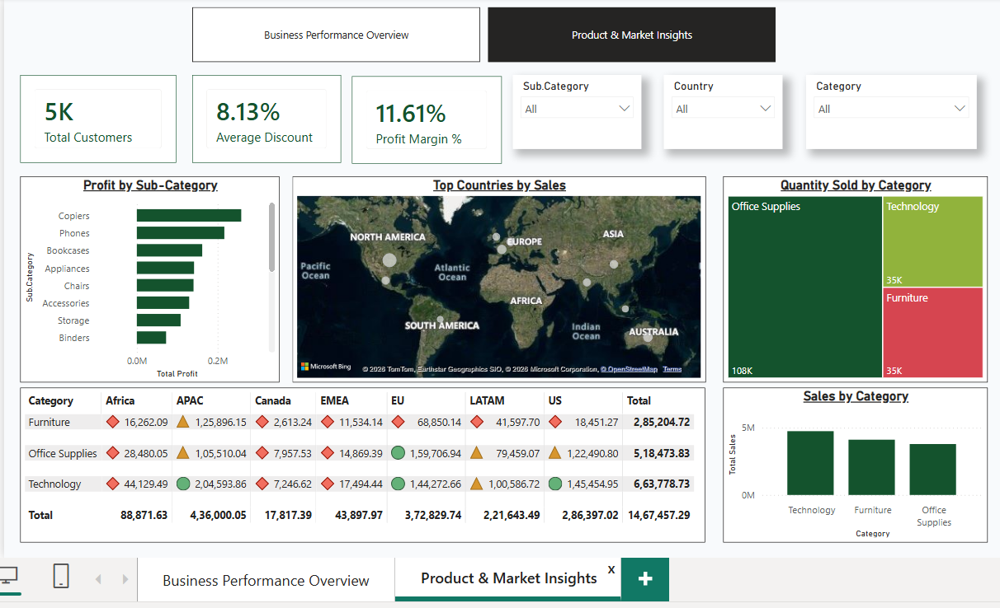 Business Performance Overview
Product & Market Insights
5K
Total Customers
8.13%
Average Discount
11.61%
Profit Margin %
Sub.Category
All
Country
All
Category
All
Profit by Sub-Category
Sub.Category
Copiers
Phones
Bookcases
Appliances
Chairs
Accessories
Storage
Binders
0.0M 0.2M
Total Profit
Top Countries by Sales
NORTH AMERICA
EUROPE
ASIA
Pacific
Ocean
Atlantic
Ocean
AFRICA
SOUTH AMERICA
Indian
Ocean
AUSTRALIA
Microsoft Bing
© 2026 TomTom, Earthstar Geographics SIO, © 2026 Microsoft Corporation, © OpenStreetMap Terms
Quantity Sold by Category
Office Supplies
108K
Technology
35K
Furniture
35K
Category Africa APAC Canada EMEA EU LATAM US Total
Furniture 16,262.09 1,25,896.15 2,613.24 11,534.14 68,850.14 41,597.70 18,451.27 2,85,204.72
Office Supplies 28,480.05 1,05,510.04 7,957.53 14,869.39 1,59,706.94 79,459.07 1,22,490.80 5,18,473.83
Technology 44,129.49 2,04,593.86 7,246.62 17,494.44 1,44,272.66 1,00,586.72 1,45,454.95 6,63,778.73
Total 88,871.63 4,36,000.05 17,817.39 43,897.97 3,72,829.74 2,21,643.49 2,86,397.02 14,67,457.29
Sales by Category
Total Sales
5M
0M
Technology
Furniture
Office
Supplies
Category
Business Performance Overview
Product & Market Insights
X